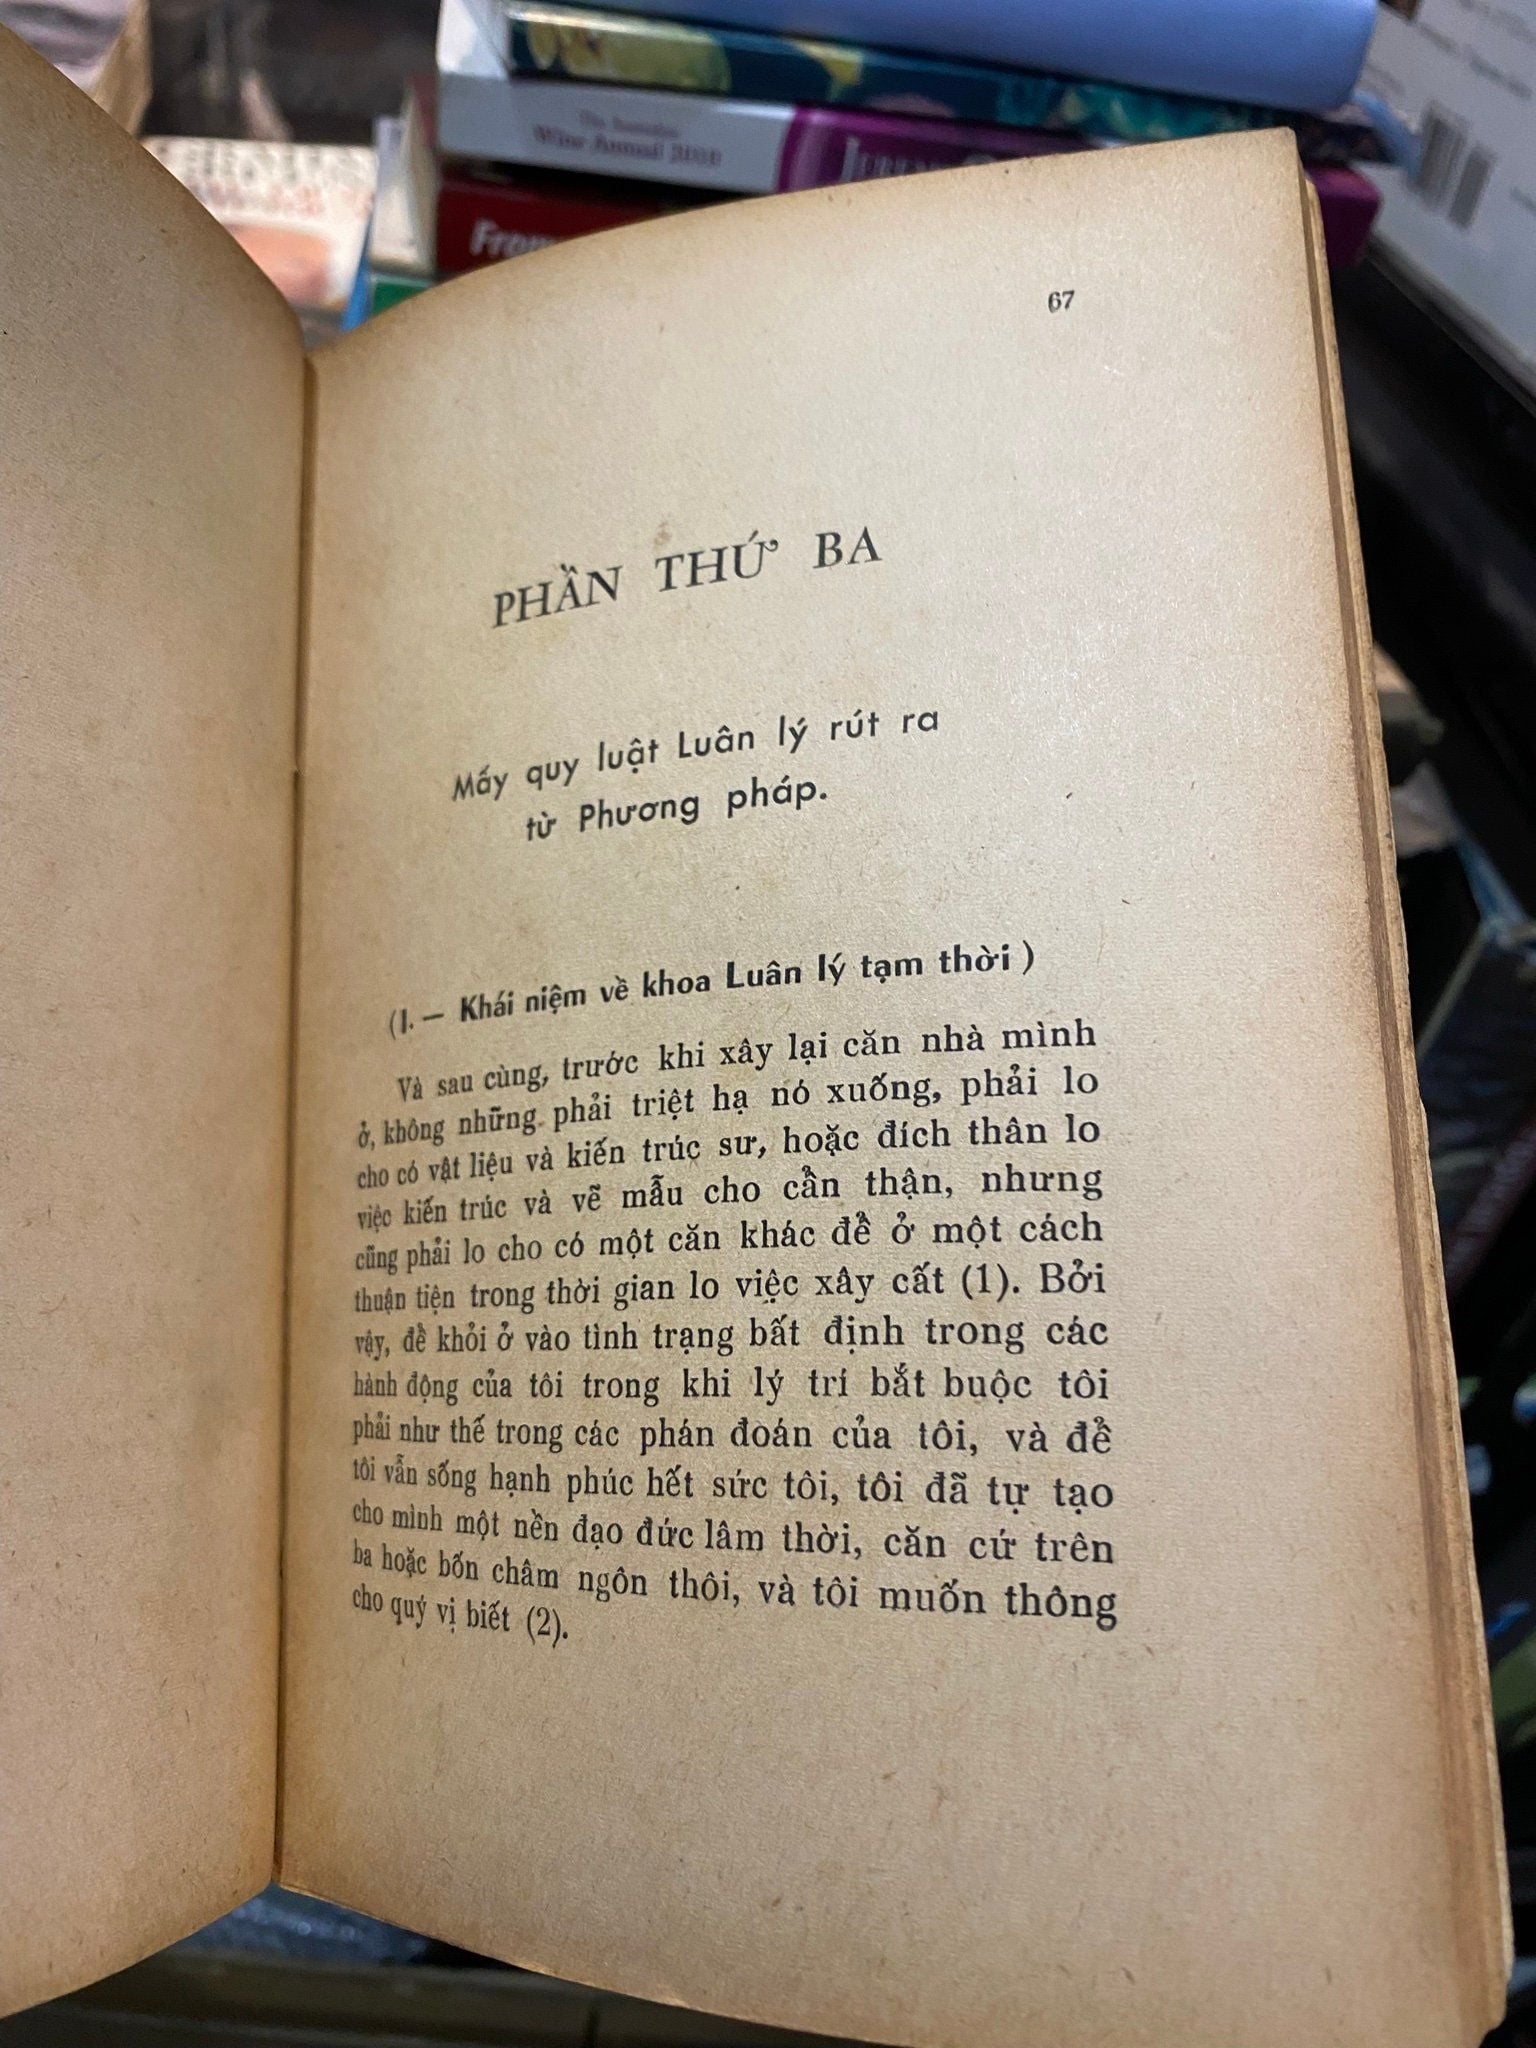 The Australian
Wine Annual 2010
From
67
PHẦN THỨ BA
Mấy quy luật Luân lý rút ra
từ Phương pháp.
(I. — Khái niệm về khoa Luân lý tạm thời)
Và sau cùng, trước khi xây lại căn nhà mình
ở, không những phải triệt hạ nó xuống, phải lo
cho có vật liệu và kiến trúc sư, hoặc đích thân lo
việc kiến trúc và vẽ mẫu cho cẩn thận, nhưng
cũng phải lo cho có một căn khác để ở một cách
thuận tiện trong thời gian lo việc xây cất (1). Bởi
vậy, để khỏi ở vào tình trạng bất định trong các
hành động của tôi trong khi lý trí bắt buộc tôi
phải như thế trong các phán đoán của tôi, và để
tôi vẫn sống hạnh phúc hết sức tôi, tôi đã tự tạo
cho mình một nền đạo đức lâm thời, căn cứ trên
ba hoặc bốn châm ngôn thôi, và tôi muốn thông
cho quý vị biết (2).